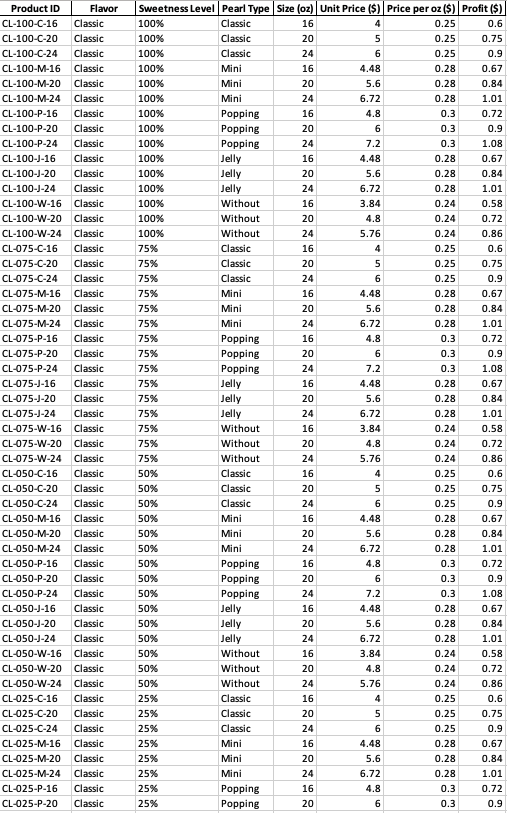 Product ID Flavor Sweetness Level Pearl Type Size (oz) Unit Price ($) Price per oz ($) Profit ($)
CL-100-C-16 Classic 100% Classic 16 4 0.25 0.6
CL-100-C-20 Classic 100% Classic 20 5 0.25 0.75
CL-100-C-24 Classic 100% Classic 24 6 0.25 0.9
CL-100-M-16 Classic 100% Mini 16 4.48 0.28 0.67
CL-100-M-20 Classic 100% Mini 20 5.6 0.28 0.84
CL-100-M-24 Classic 100% Mini 24 6.72 0.28 1.01
CL-100-P-16 Classic 100% Popping 16 4.8 0.3 0.72
CL-100-P-20 Classic 100% Popping 20 6 0.3 0.9
CL-100-P-24 Classic 100% Popping 24 7.2 0.3 1.08
CL-100-J-16 Classic 100% Jelly 16 4.48 0.28 0.67
CL-100-J-20 Classic 100% Jelly 20 5.6 0.28 0.84
CL-100-J-24 Classic 100% Jelly 24 6.72 0.28 1.01
CL-100-W-16 Classic 100% Without 16 3.84 0.24 0.58
CL-100-W-20 Classic 100% Without 20 4.8 0.24 0.72
CL-100-W-24 Classic 100% Without 24 5.76 0.24 0.86
CL-075-C-16 Classic 75% Classic 16 4 0.25 0.6
CL-075-C-20 Classic 75% Classic 20 5 0.25 0.75
CL-075-C-24 Classic 75% Classic 24 6 0.25 0.9
CL-075-M-16 Classic 75% Mini 16 4.48 0.28 0.67
CL-075-M-20 Classic 75% Mini 20 5.6 0.28 0.84
CL-075-M-24 Classic 75% Mini 24 6.72 0.28 1.01
CL-075-P-16 Classic 75% Popping 16 4.8 0.3 0.72
CL-075-P-20 Classic 75% Popping 20 6 0.3 0.9
CL-075-P-24 Classic 75% Popping 24 7.2 0.3 1.08
CL-075-J-16 Classic 75% Jelly 16 4.48 0.28 0.67
CL-075-J-20 Classic 75% Jelly 20 5.6 0.28 0.84
CL-075-J-24 Classic 75% Jelly 24 6.72 0.28 1.01
CL-075-W-16 Classic 75% Without 16 3.84 0.24 0.58
CL-075-W-20 Classic 75% Without 20 4.8 0.24 0.72
CL-075-W-24 Classic 75% Without 24 5.76 0.24 0.86
CL-050-C-16 Classic 50% Classic 16 4 0.25 0.6
CL-050-C-20 Classic 50% Classic 20 5 0.25 0.75
CL-050-C-24 Classic 50% Classic 24 6 0.25 0.9
CL-050-M-16 Classic 50% Mini 16 4.48 0.28 0.67
CL-050-M-20 Classic 50% Mini 20 5.6 0.28 0.84
CL-050-M-24 Classic 50% Mini 24 6.72 0.28 1.01
CL-050-P-16 Classic 50% Popping 16 4.8 0.3 0.72
CL-050-P-20 Classic 50% Popping 20 6 0.3 0.9
CL-050-P-24 Classic 50% Popping 24 7.2 0.3 1.08
CL-050-J-16 Classic 50% Jelly 16 4.48 0.28 0.67
CL-050-J-20 Classic 50% Jelly 20 5.6 0.28 0.84
CL-050-J-24 Classic 50% Jelly 24 6.72 0.28 1.01
CL-050-W-16 Classic 50% Without 16 3.84 0.24 0.58
CL-050-W-20 Classic 50% Without 20 4.8 0.24 0.72
CL-050-W-24 Classic 50% Without 24 5.76 0.24 0.86
CL-025-C-16 Classic 25% Classic 16 4 0.25 0.6
CL-025-C-20 Classic 25% Classic 20 5 0.25 0.75
CL-025-C-24 Classic 25% Classic 24 6 0.25 0.9
CL-025-M-16 Classic 25% Mini 16 4.48 0.28 0.67
CL-025-M-20 Classic 25% Mini 20 5.6 0.28 0.84
CL-025-M-24 Classic 25% Mini 24 6.72 0.28 1.01
CL-025-P-16 Classic 25% Popping 16 4.8 0.3 0.72
CL-025-P-20 Classic 25% Popping 20 6 0.3 0.9